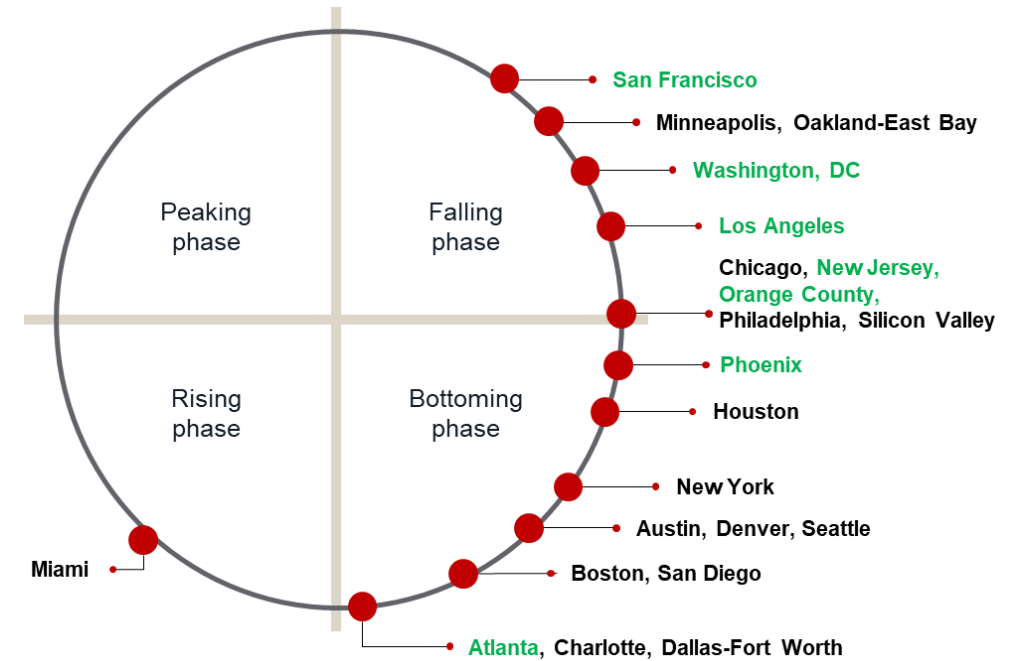 San Francisco
Minneapolis, Oakland-East Bay
Washington, DC
Peaking
phase
Falling
phase
Los Angeles
Chicago, New Jersey,
Orange County,
Philadelphia, Silicon Valley
Phoenix
Rising
phase
Bottoming
phase
Houston
New York
Austin, Denver, Seattle
Miami
Boston, San Diego
Atlanta, Charlotte, Dallas-Fort Worth